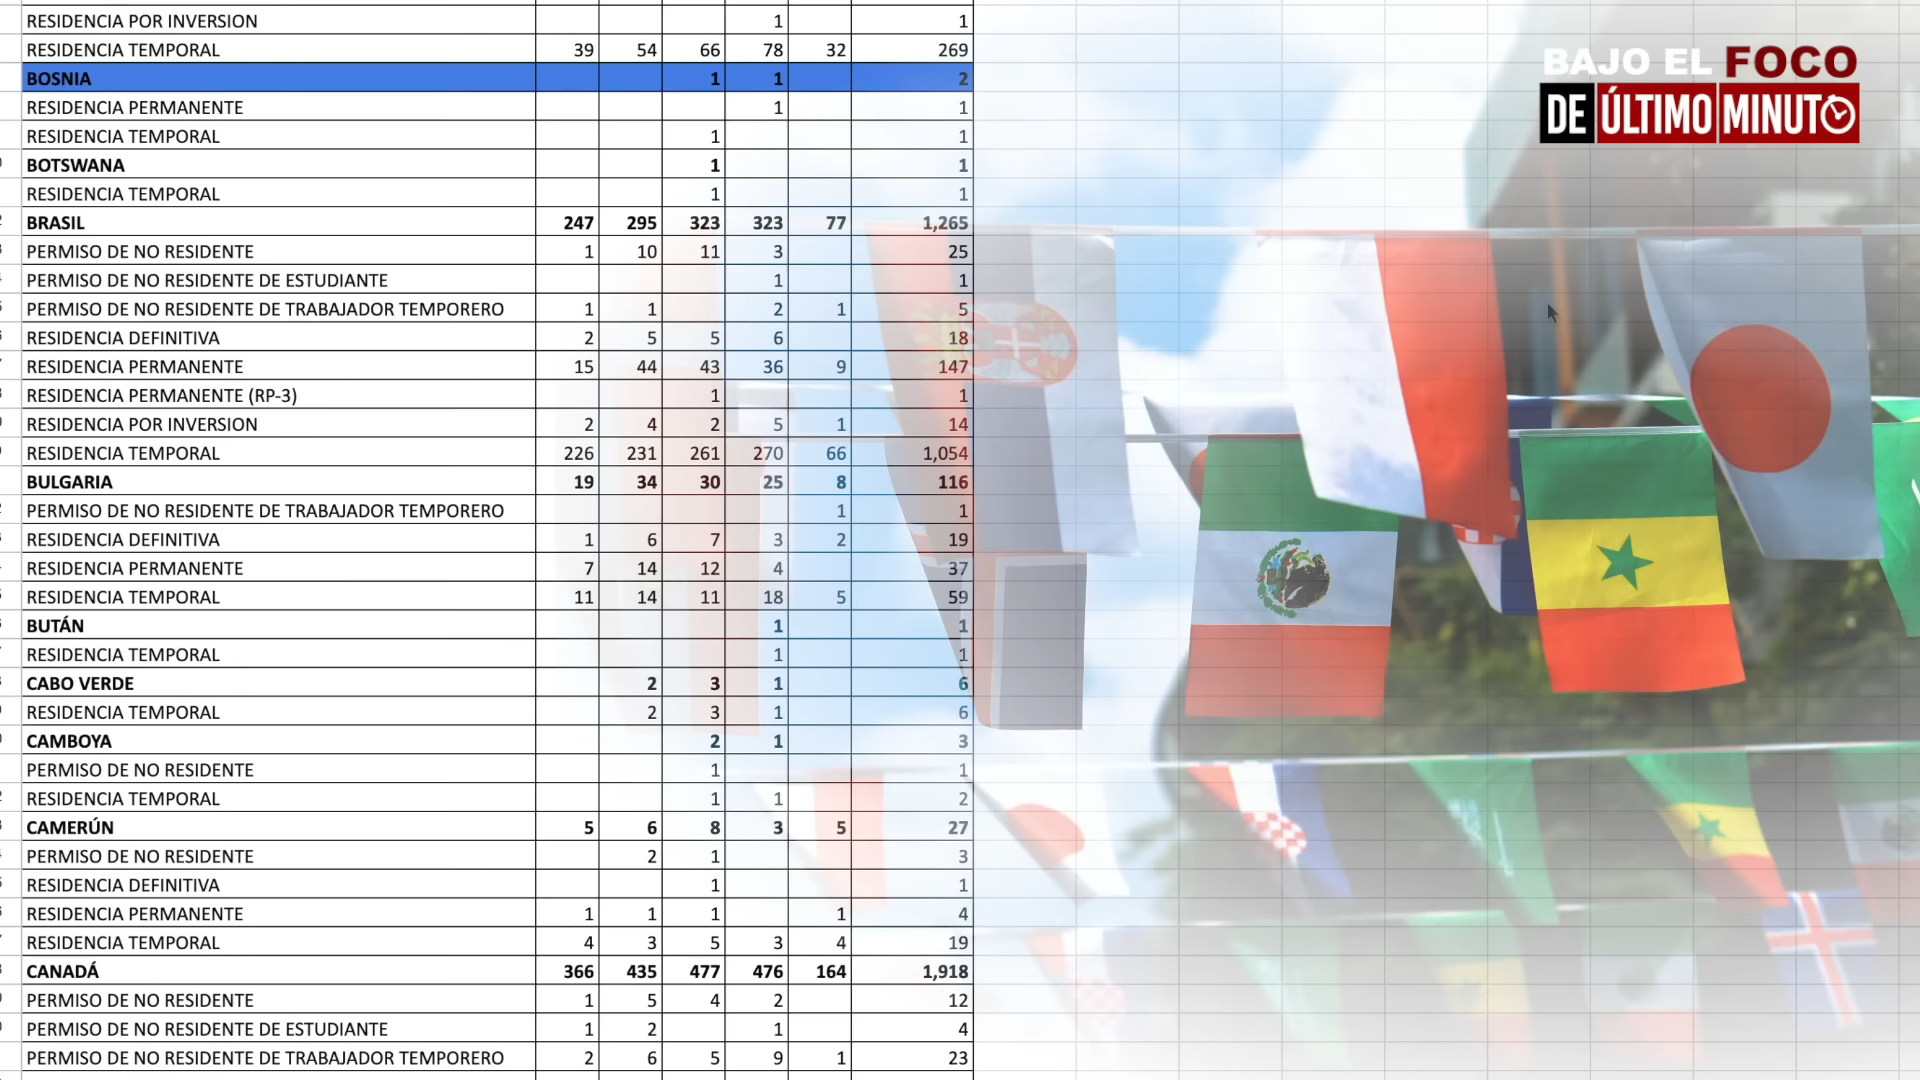 RESIDENCIA POR INVERSION 1 1
RESIDENCIA TEMPORAL 39 54 66 78 32 269
BOSNIA 1 1 2
RESIDENCIA PERMANENTE 1 1
RESIDENCIA TEMPORAL 1 1
BOTSWANA 1 1
RESIDENCIA TEMPORAL 1 1
BRASIL 247 295 323 323 77 1,265
PERMISO DE NO RESIDENTE 1 10 11 3 25
PERMISO DE NO RESIDENTE DE ESTUDIANTE 1 1
PERMISO DE NO RESIDENTE DE TRABAJADOR TEMPORERO 1 1 2 1 5
RESIDENCIA DEFINITIVA 2 5 5 6 18
RESIDENCIA PERMANENTE 15 44 43 36 9 147
RESIDENCIA PERMANENTE (RP-3) 1 1
RESIDENCIA POR INVERSION 2 4 2 5 1 14
RESIDENCIA TEMPORAL 226 231 261 270 66 1,054
BULGARIA 19 34 30 25 8 116
PERMISO DE NO RESIDENTE DE TRABAJADOR TEMPORERO 1 1
RESIDENCIA DEFINITIVA 1 6 7 3 2 19
RESIDENCIA PERMANENTE 7 14 12 4 37
RESIDENCIA TEMPORAL 11 14 11 18 5 59
BUTÁN 1 1
RESIDENCIA TEMPORAL 1 1
CABO VERDE 2 3 1 6
RESIDENCIA TEMPORAL 2 3 1 6
CAMBOYA 2 1 3
PERMISO DE NO RESIDENTE 1 1
RESIDENCIA TEMPORAL 1 1 2
CAMERÚN 5 6 8 3 5 27
PERMISO DE NO RESIDENTE 2 1 3
RESIDENCIA DEFINITIVA 1 1
RESIDENCIA PERMANENTE 1 1 1 1 4
RESIDENCIA TEMPORAL 4 3 5 3 4 19
CANADÁ 366 435 477 476 164 1,918
PERMISO DE NO RESIDENTE 1 5 4 2 12
PERMISO DE NO RESIDENTE DE ESTUDIANTE 1 2 1 4
PERMISO DE NO RESIDENTE DE TRABAJADOR TEMPORERO 2 6 5 9 1 23
BAJO EL FOCO
DE ÚLTIMO MINUTO